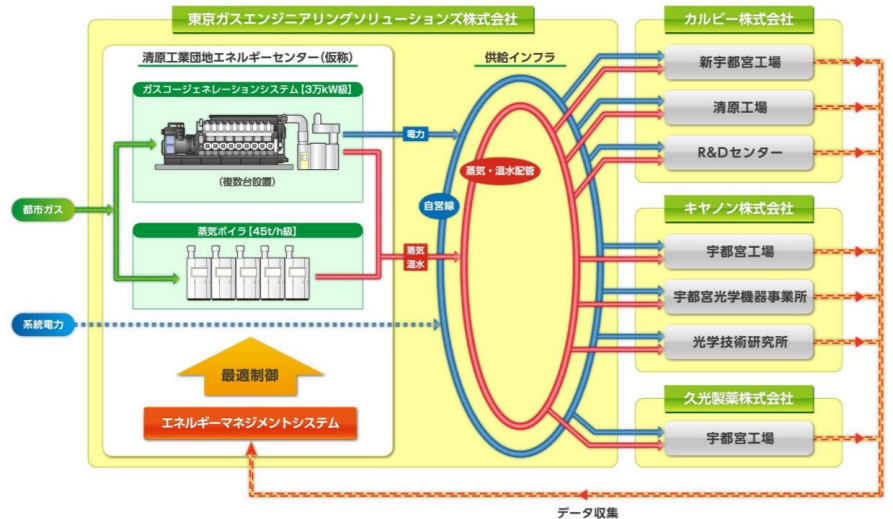 東京ガスエンジニアリングソリューションズ株式会社
清原工業団地エネルギーセンター(仮称)
ガスコージェネレーションシステム【3万kW級】
(複数台設置)
蒸気ボイラ【45t/h級】
都市ガス
系統電力
最適制御
エネルギーマネジメントシステム
供給インフラ
電力
蒸気
温水
自営線
蒸気・温水配管
カルビー株式会社
新宇都宮工場
清原工場
R&Dセンター
キヤノン株式会社
宇都宮工場
宇都宮光学機器事業所
光学技術研究所
久光製薬株式会社
宇都宮工場
データ収集